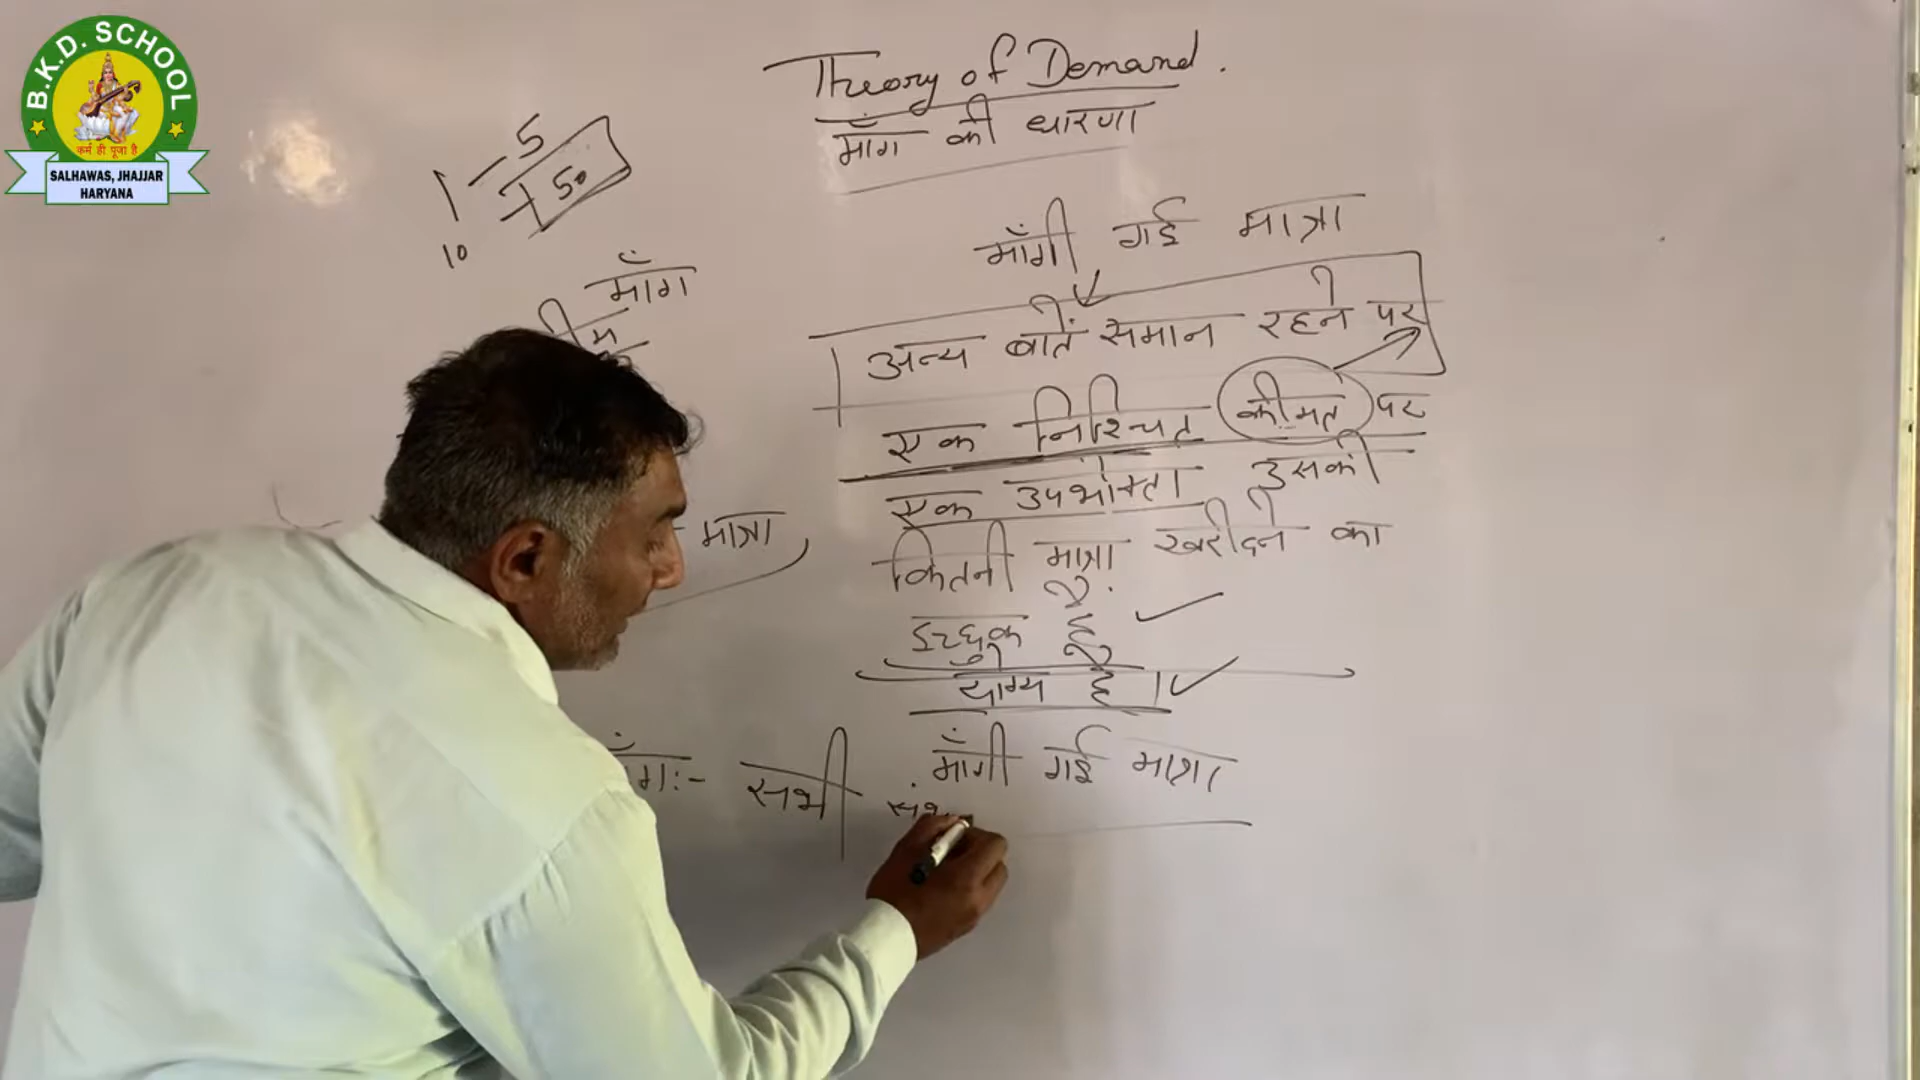 B.K.D. SCHOOL
कर्म ही पूजा है
SALHAWAS, JHAJJAR
HARYANA
Theory of Demand.
माँग की धारणा
1 5
50
10
माँग
मात्रा
माँगी गई मात्रा
अन्य बातें समान रहने पर
एक निश्चित कीमत पर
एक उपभोक्ता उसकी
कितनी मात्रा खरीदने का
इच्छुक है
योग्य है।
माँगी गई मात्रा
सभी